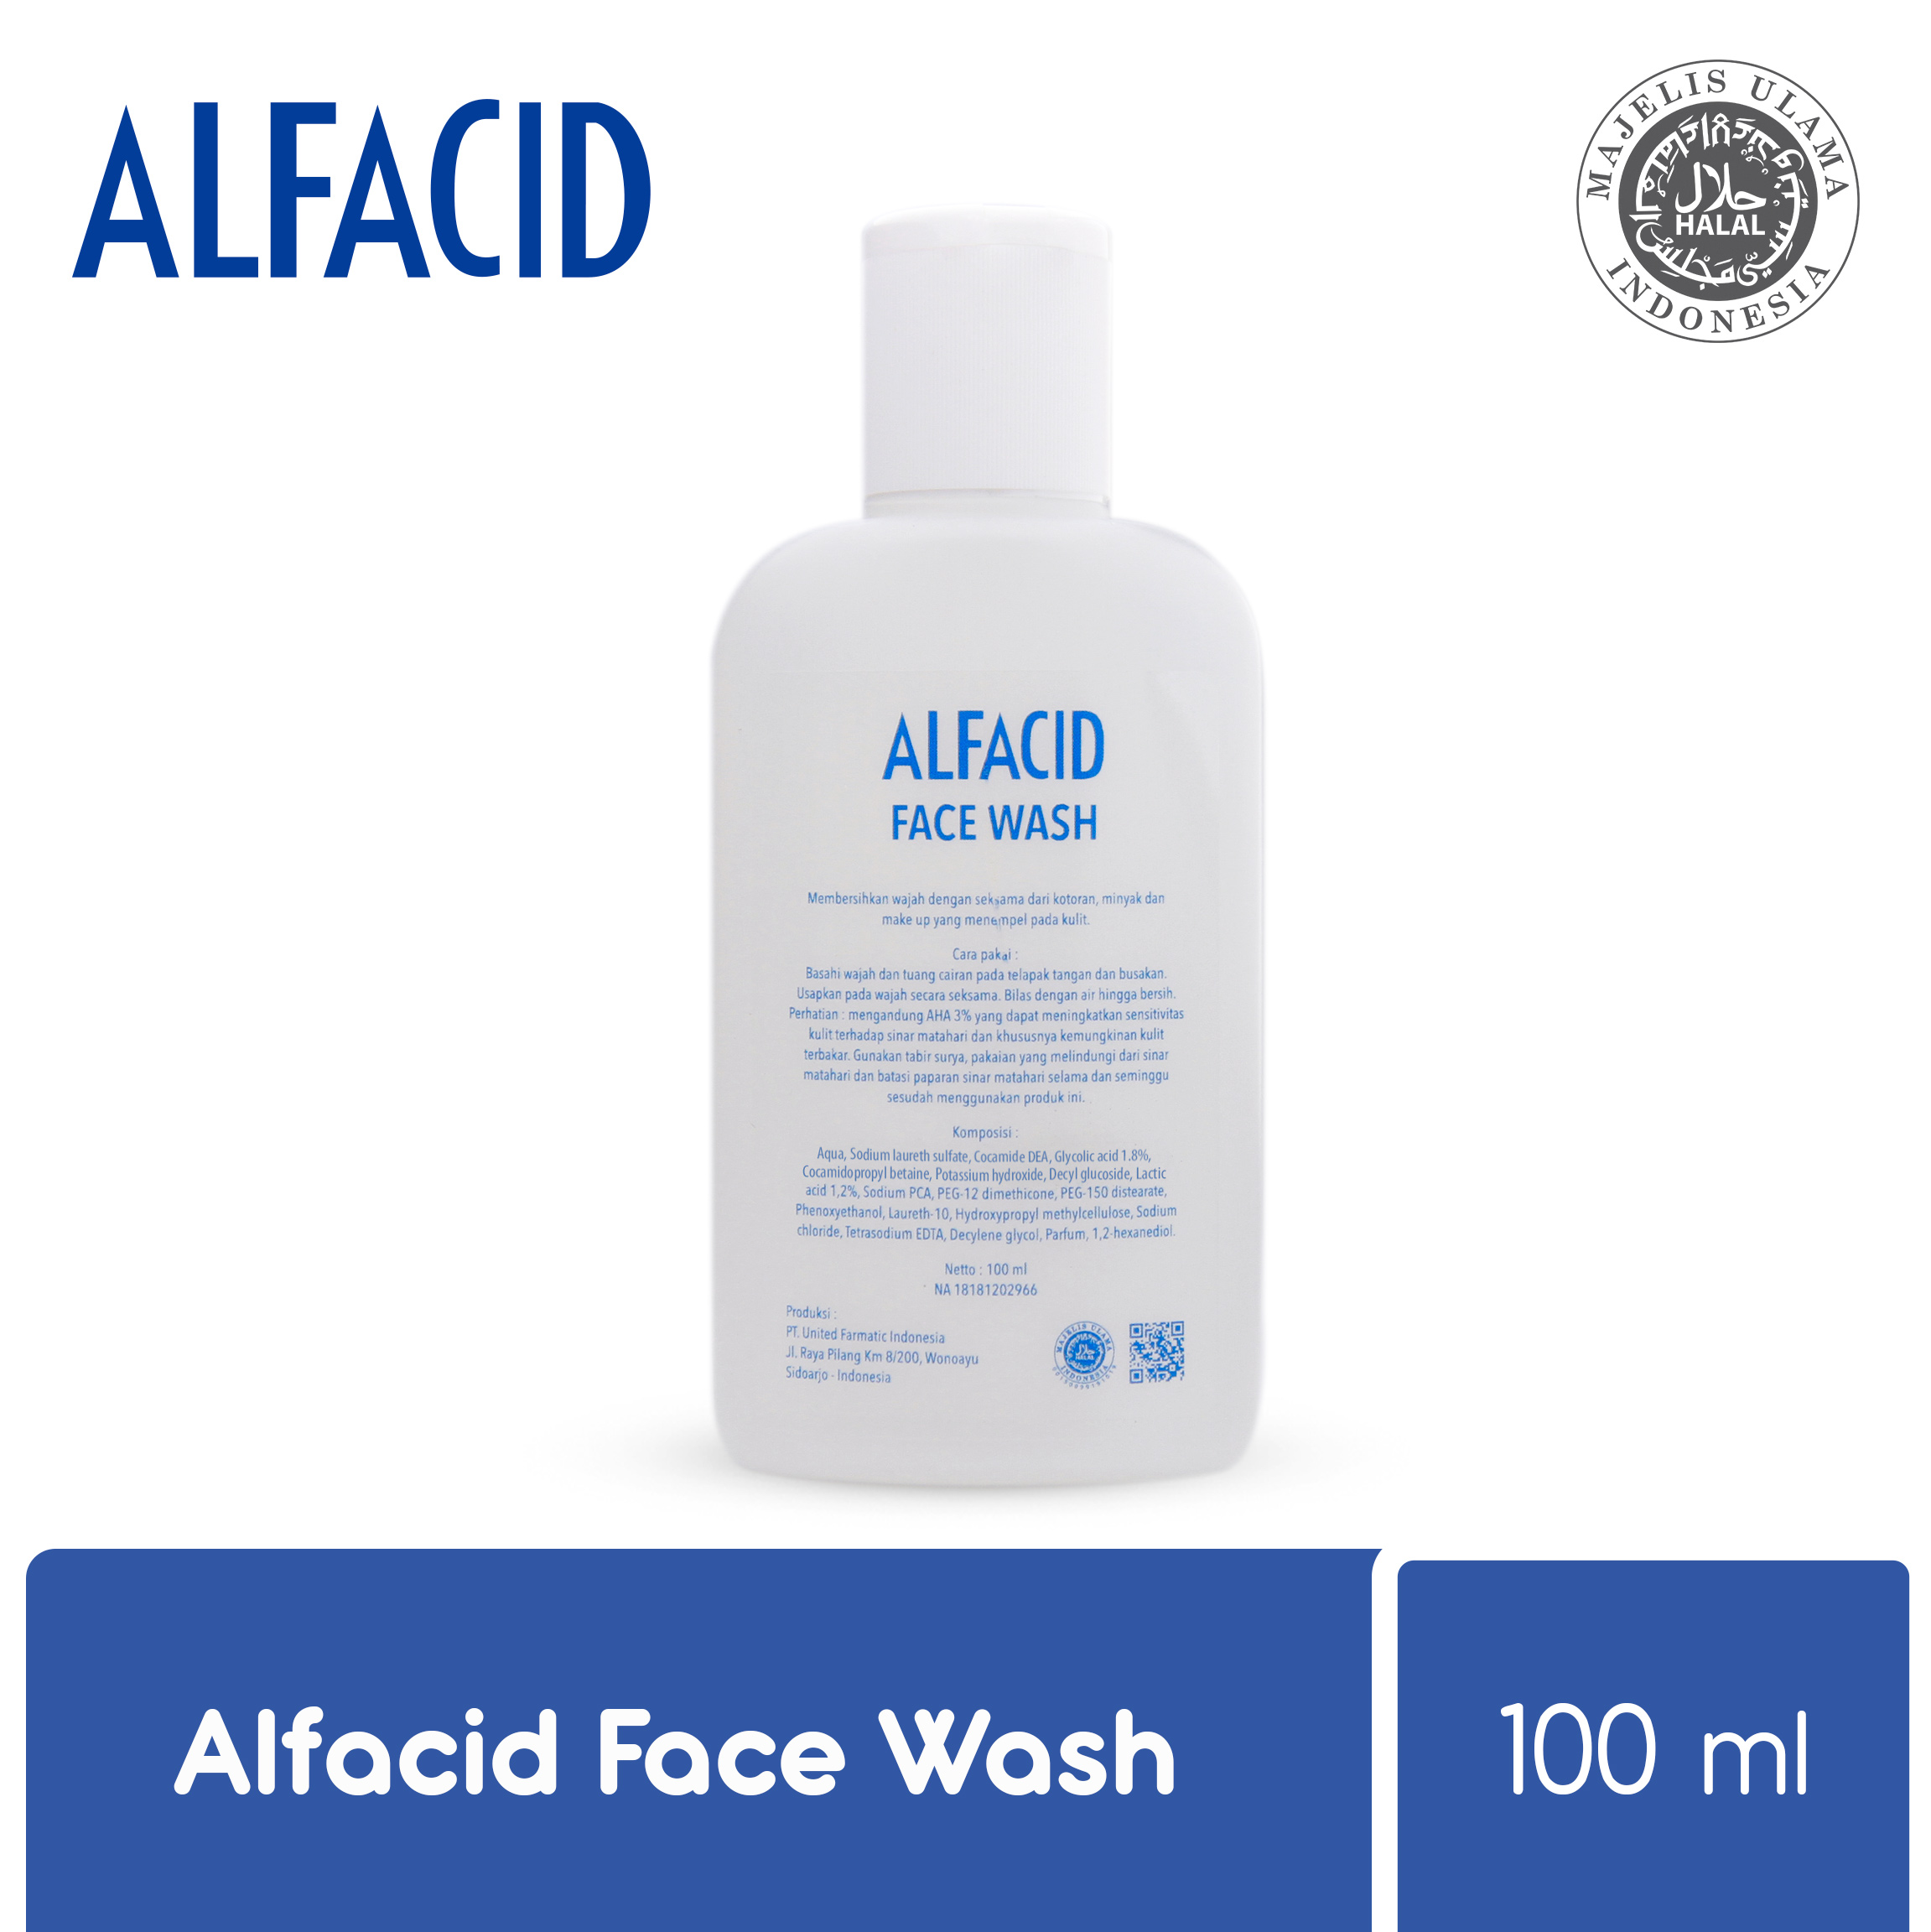 ALFACID
MAJELIS ULAMA
حلال
HALAL
INDONESIA
ALFACID
FACE WASH
Membersihkan wajah dengan seksama dari kotoran, minyak dan
make up yang menempel pada kulit.
Cara pakai :
Basahi wajah dan tuang cairan pada telapak tangan dan busakan.
Usapkan pada wajah secara seksama. Bilas dengan air hingga bersih.
Perhatian : mengandung AHA 3% yang dapat meningkatkan sensitivitas
kulit terhadap sinar matahari dan khususnya kemungkinan kulit
terbakar. Gunakan tabir surya, pakaian yang melindungi dari sinar
matahari dan batasi paparan sinar matahari selama dan seminggu
sesudah menggunakan produk ini.
Komposisi :
Aqua, Sodium laureth sulfate, Cocamide DEA, Glycolic acid 1.8%,
Cocamidopropyl betaine, Potassium hydroxide, Decyl glucoside, Lactic
acid 1,2%, Sodium PCA, PEG-12 dimethicone, PEG-150 distearate,
Phenoxyethanol, Laureth-10, Hydroxypropyl methylcellulose, Sodium
chloride, Tetrasodium EDTA, Decylene glycol, Parfum, 1,2-hexanediol.
Netto : 100 ml
NA 18181202966
Produksi :
PT. United Farmatic Indonesia
Jl. Raya Pilang Km 8/200, Wonoayu
Sidoarjo - Indonesia
MAJELIS ULAMA
حلال
HALAL
INDONESIA
Alfacid Face Wash
100 ml